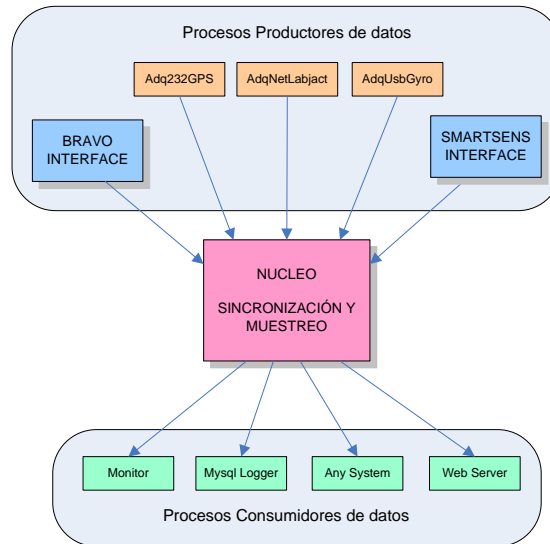 Procesos Productores de datos
Adq232GPS
AdqNetLabjact
AdqUsbGyro
BRAVO
INTERFACE
SMARTSENS
INTERFACE
NUCLEO
SINCRONIZACIÓN Y
MUESTREO
Monitor
Mysql Logger
Any System
Web Server
Procesos Consumidores de datos